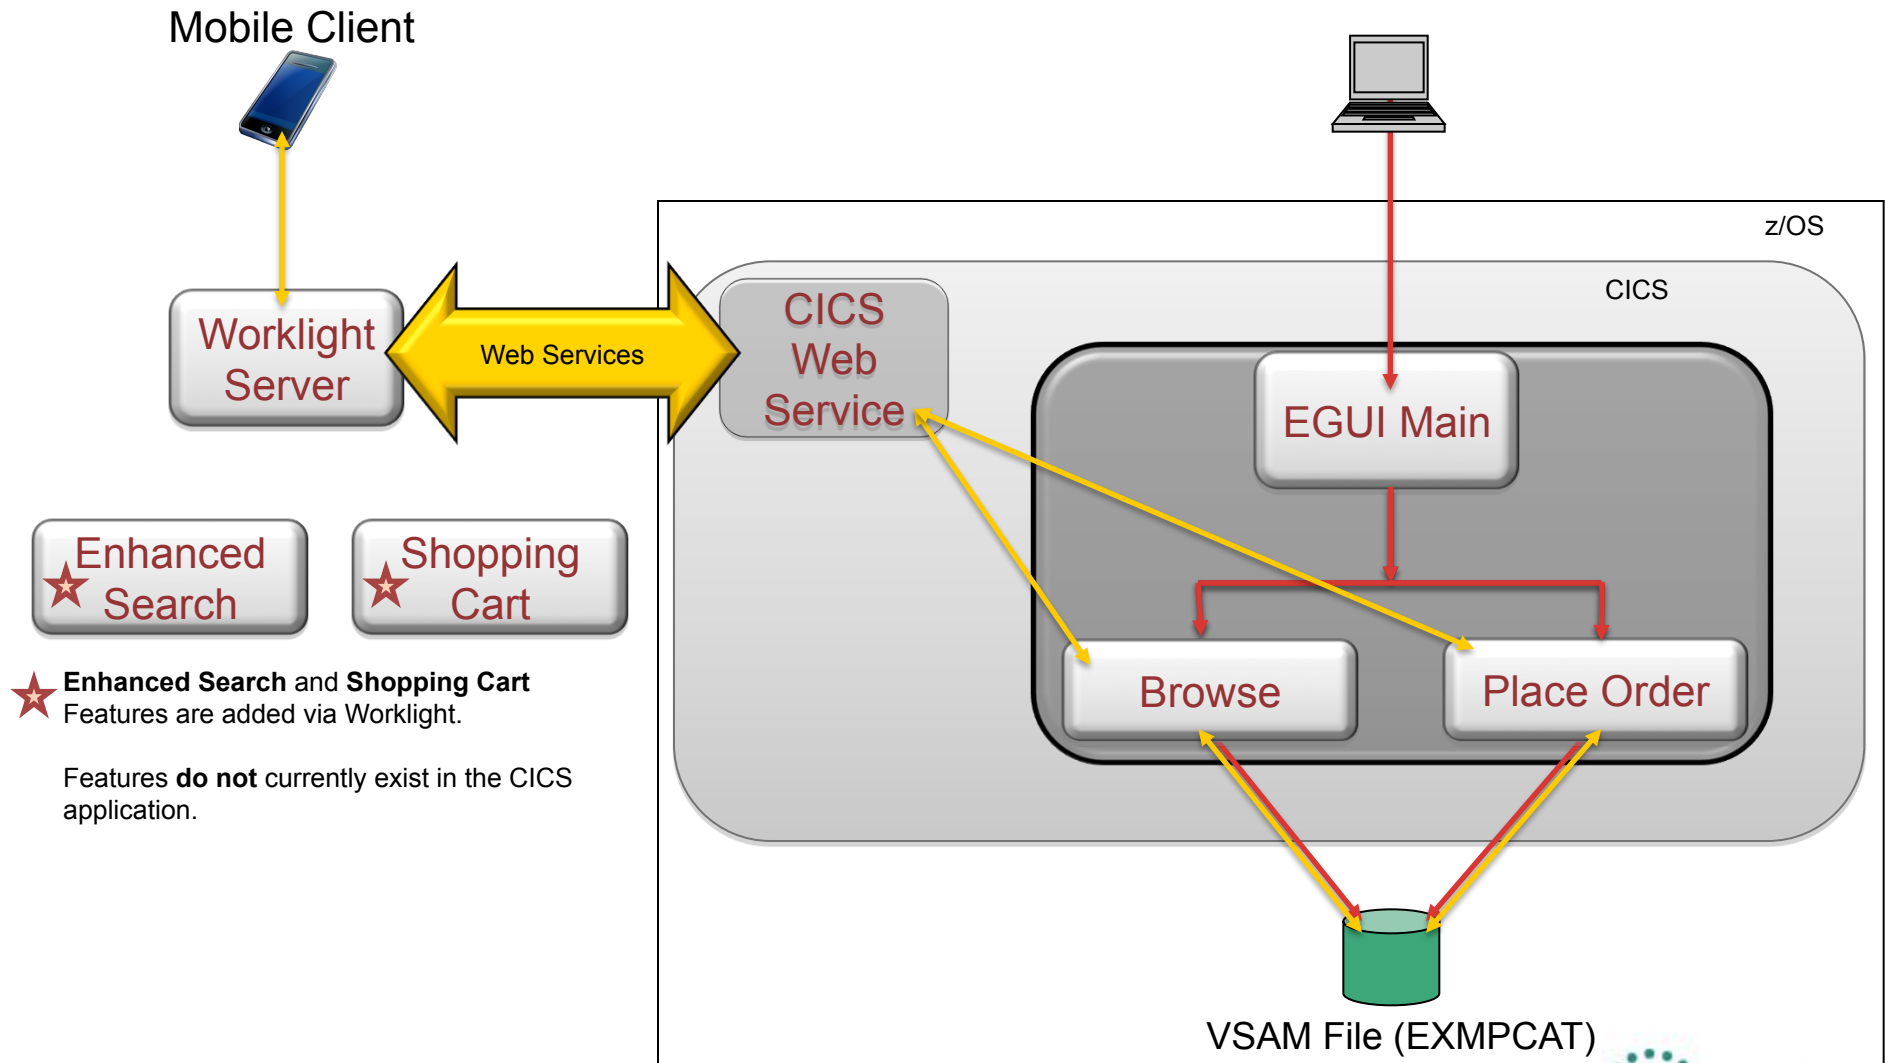 Mobile Client
z/OS
CICS
Worklight
Server
Web Services
CICS
Web
Service
EGUI Main
Enhanced
Search
Shopping
Cart
Browse
Place Order
Enhanced Search and Shopping Cart
Features are added via Worklight.
Features do not currently exist in the CICS
application.
VSAM File (EXMPCAT)